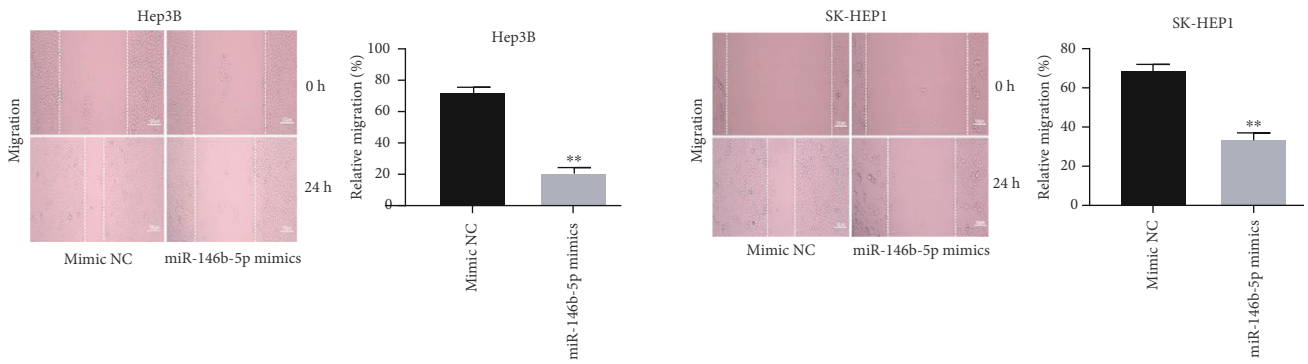 Hep3B
Migration
0 h
24 h
Mimic NC
miR-146b-5p mimics
Hep3B
Relative migration (%)
100
80
60
40
20
0
**
Mimic NC
miR-146b-5p mimics
SK-HEP1
Migration
0 h
24 h
Mimic NC
miR-146b-5p mimics
SK-HEP1
Relative migration (%)
80
60
40
20
0
**
Mimic NC
miR-146b-5p mimics